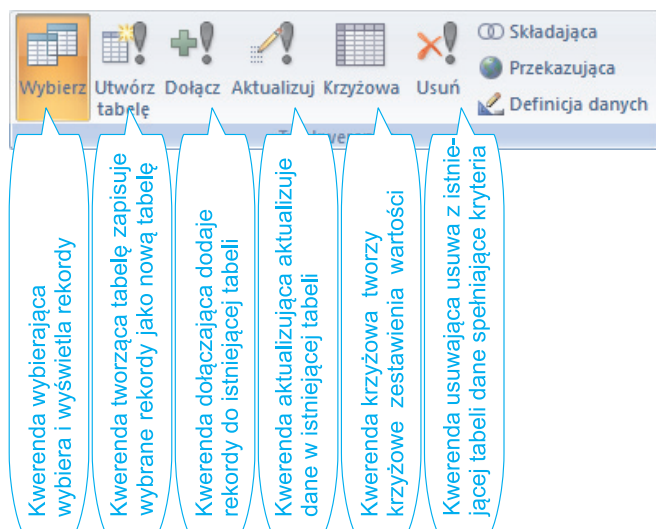 Wybierz
Utwórz
tabelę
Dołącz
Aktualizuj
Krzyżowa
Usuń
Składająca
Przekazująca
Definicja danych
Kwerenda wybierająca
wybiera i wyświetla rekordy
Kwerenda tworząca tabelę zapisuje
wybrane rekordy jako nową tabelę
Kwerenda dołączająca dodaje
rekordy do istniejącej tabeli
Kwerenda aktualizująca aktualizuje
dane w istniejącej tabeli
Kwerenda krzyżowa tworzy
krzyżowe zestawienia wartości
Kwerenda usuwająca usuwa z istnie-
jącej tabeli dane spełniające kryteria